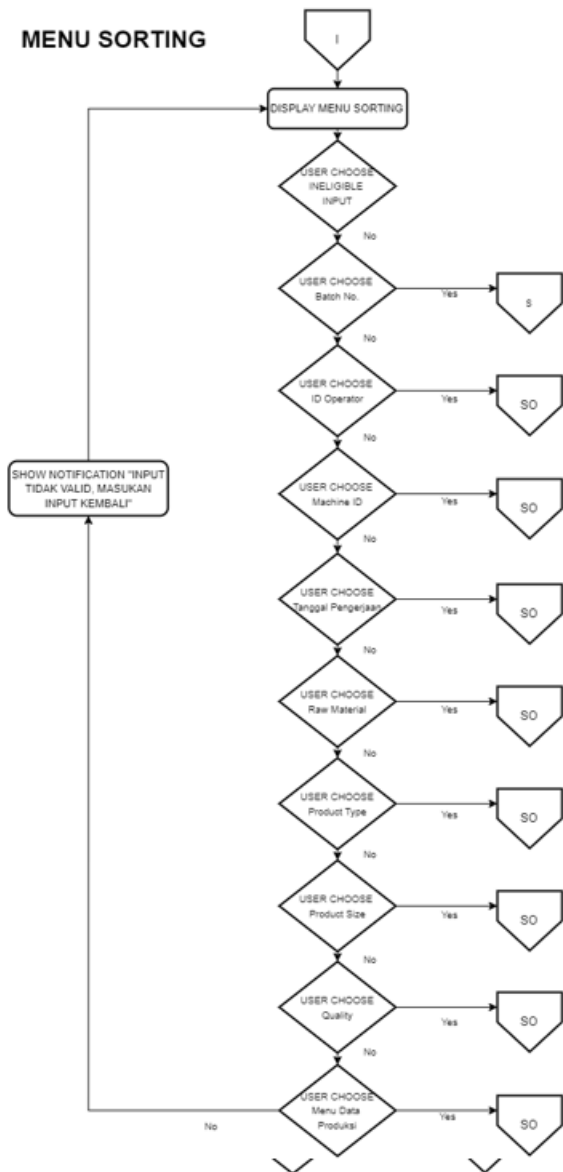 MENU SORTING
I
DISPLAY MENU SORTING
USER CHOOSE
INELIGIBLE
INPUT
No
USER CHOOSE
Batch No.
Yes
S
No
USER CHOOSE
ID Operator
Yes
SO
No
SHOW NOTIFICATION "INPUT
TIDAK VALID, MASUKAN
INPUT KEMBALI"
USER CHOOSE
Machine ID
Yes
SO
No
USER CHOOSE
Tanggal Pengerjaan
Yes
SO
No
USER CHOOSE
Raw Material
Yes
SO
No
USER CHOOSE
Product Type
Yes
SO
No
USER CHOOSE
Product Size
Yes
SO
No
USER CHOOSE
Quality
Yes
SO
No
USER CHOOSE
Menu Data
Produksi
No
Yes
SO